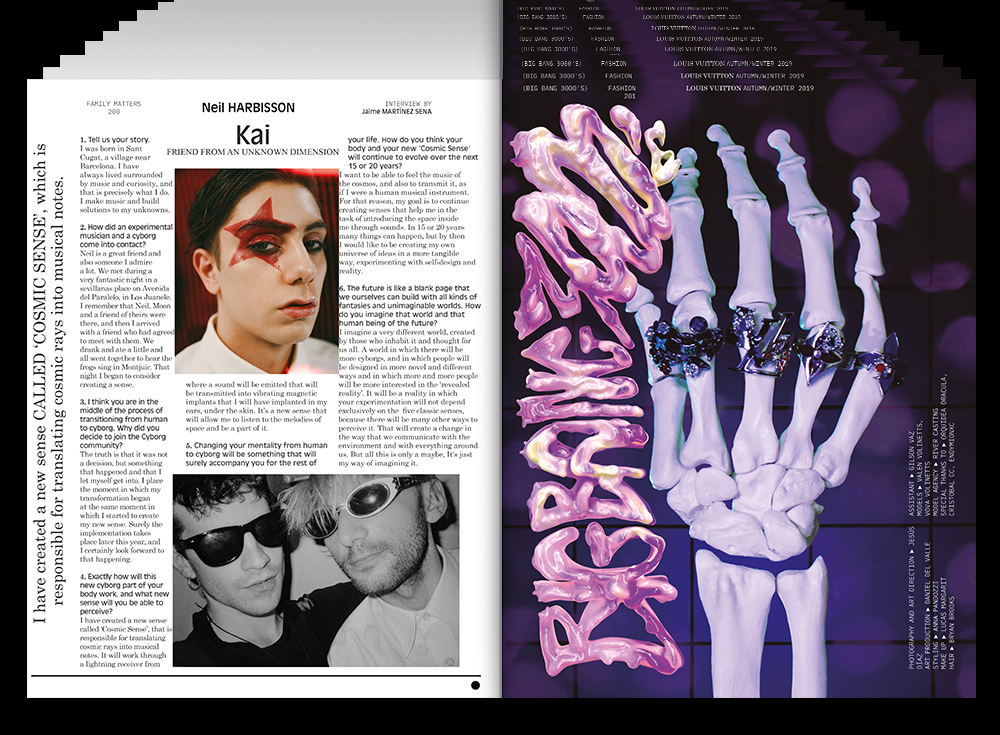 FAMILY MATTERS
200
Neil HARBISSON
INTERVIEW BY
Jaime MARTÍNEZ SENA
Kai
FRIEND FROM AN UNKNOWN DIMENSION
I have created a new sense CALLED 'COSMIC SENSE', which is
responsible for translating cosmic rays into musical notes.
1. Tell us your story.
I was born in Sant
Cugat, a village near
Barcelona. I have
always lived surrounded
by music and curiosity, and
that is precisely what I do.
I make music and build
solutions to my unknowns.
2. How did an experimental
musician and a cyborg
come into contact?
Neil is a great friend and
also someone I admire
a lot. We met during a
very fantastic night in a
sevillanas place on Avenida
del Paralelo, in Los Juanele.
I remember that Neil, Moon
and a friend of theirs were
there, and then I arrived
with a friend who had agreed
to meet with them. We
drank and ate a little and
all went together to hear the
frogs sing in Montjuic. That
night I began to consider
creating a sense.
3. I think you are in the
middle of the process of
transitioning from human
to cyborg. Why did you
decide to join the Cyborg
community?
The truth is that it was not
a decision, but something
that happened and that I
let myself get into, I place
the moment in which my
transformation began
at the same moment in
which I started to create
my new sense. Surely the
implementation takes
place later this year, and
I certainly look forward to
that happening.
4. Exactly how will this
new cyborg part of your
body work, and what new
sense will you be able to
perceive?
I have created a new sense
called 'Cosmic Sense', that is
responsible for translating
cosmic rays into musical
notes. It will work through
a lightning receiver from
where a sound will be emitted that will
be transmitted into vibrating magnetic
implants that I will have implanted in my
ears, under the skin. It's a new sense that
will allow me to listen to the melodies of
space and be a part of it.
5. Changing your mentality from human
to cyborg will be something that will
surely accompany you for the rest of
your life. How do you think your
body and your new 'Cosmic Sense'
will continue to evolve over the next
15 or 20 years?
I want to be able to feel the music of
the cosmos, and also to transmit it, as
if I were a human musical instrument.
For that reason, my goal is to continue
creating senses that help me in the
task of introducing the space inside
me through sounds. In 15 or 20 years
many things can happen, but by then
I would like to be creating my own
universe of ideas in a more tangible
way, experimenting with self-design and
reality.
6. The future is like a blank page that
we ourselves can build with all kinds of
fantasies and unimaginable worlds. How
do you imagine that world and that
human being of the future?
I imagine a very different world, created
by those who inhabit it and thought for
us all. A world in which there will be
more cyborgs, and in which people will
be designed in more novel and different
ways and in which more and more people
will be more interested in the 'revealed
reality'. It will be a reality in which
your experimentation will not depend
exclusively on the five classic senses,
because there will be many other ways to
perceive it. That will create a change in
the way that we communicate with the
environment and with everything around
us. But all this is only a maybe, It's just
my way of imagining it.
(BIG BANG 3000'S) FASHION LOUIS VUITTON AUTUMN/WINTER 2019
(BIG BANG 3000'S) FASHION LOUIS VUITTON AUTUMN/WINTER 2019
(BIG BANG 3000'S) FASHION LOUIS VUITTON AUTUMN/WINTER 2019
(BIG BANG 3000'S) FASHION LOUIS VUITTON AUTUMN/WINTER 2019
(BIG BANG 3000'S) FASHION LOUIS VUITTON AUTUMN/WINTER 2019
(BIG BANG 3000'S) FASHION LOUIS VUITTON AUTUMN/WINTER 2019
(BIG BANG 3000'S) FASHION LOUIS VUITTON AUTUMN/WINTER 2019
(BIG BANG 3000'S) FASHION LOUIS VUITTON AUTUMN/WINTER 2019
201
PHOTOGRAPHY AND ART DIRECTION ▶ JESÚS
DÍAZ
ART PRODUCTION ▶ DANIEL DEL VALLE
STYLING ▶ ANNA PANDOZZI
MAKE UP ▶ LUCAS MARGARIT
HAIR ▶ BRYAN BROOKS
ASSISTANT ▶ GILSON VAZ
MODELS ▶ VALEN VOLINETTS,
VOVA VOLINETTS
MODEL AGENCY ▶ RIVER CASTING
SPECIAL THANKS TO ▶ ORQUIDEA DRACULA,
CRISTOBAL CC, ENDYMIONXC